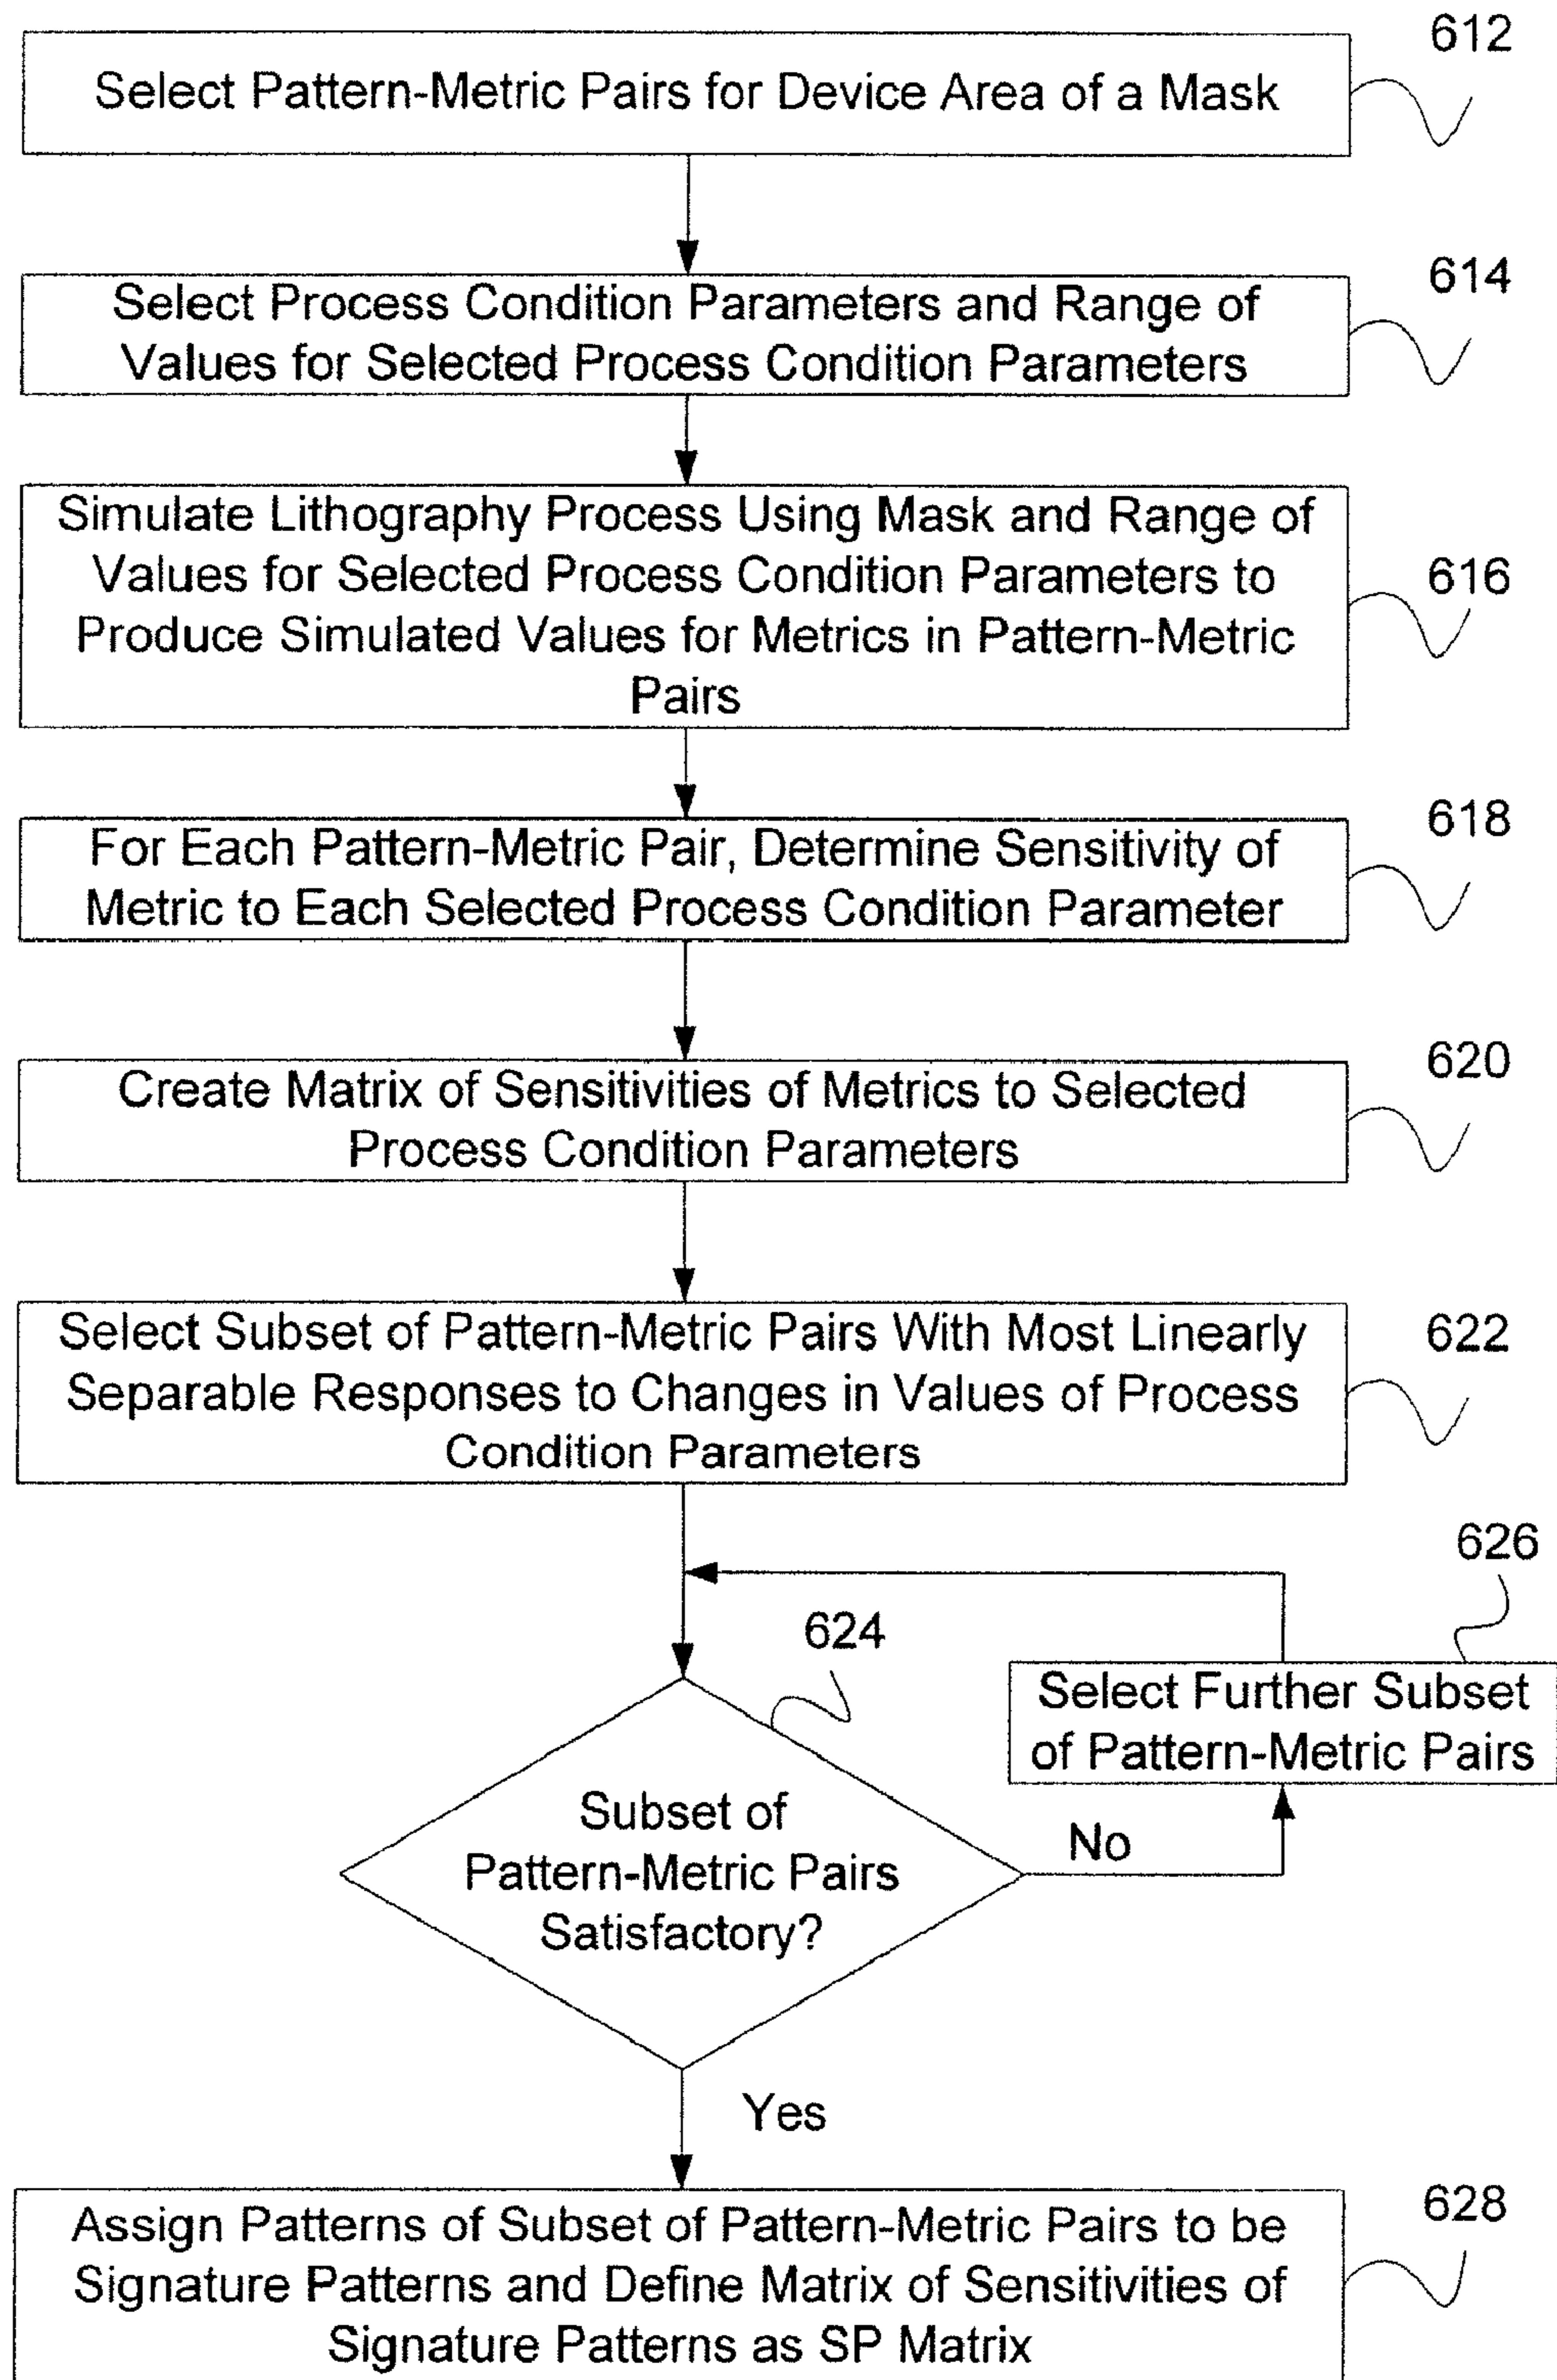 612
Select Pattern-Metric Pairs for Device Area of a Mask
614
Select Process Condition Parameters and Range of
Values for Selected Process Condition Parameters
Simulate Lithography Process Using Mask and Range of
Values for Selected Process Condition Parameters to
616
Produce Simulated Values for Metrics in Pattern-Metric
Pairs
618
For Each Pattern-Metric Pair, Determine Sensitivity of
Metric to Each Selected Process Condition Parameter
620
Create Matrix of Sensitivities of Metrics to Selected
Process Condition Parameters
Select Subset of Pattern-Metric Pairs With Most Linearly
622
Separable Responses to Changes in Values of Process
Condition Parameters
626
624
Select Further Subset
of Pattern-Metric Pairs
Subset of
Pattern-Metric Pairs
Satisfactory?
No
Yes
628
Assign Patterns of Subset of Pattern-Metric Pairs to be
Signature Patterns and Define Matrix of Sensitivities of
Signature Patterns as SP Matrix